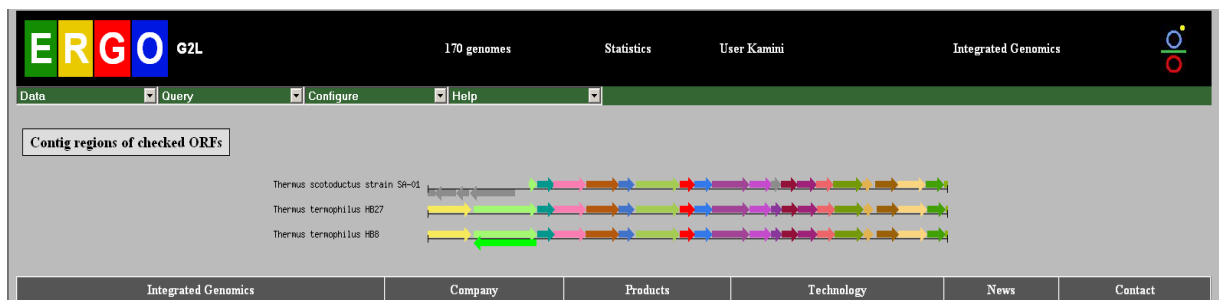 ERGO G2L 170 genomes Statistics User Kamini Integrated Genomics
Data Query Configure Help
Contig regions of checked ORFs
Thermus scotoductus strain SA-01
Thermus termophilus HB27
Thermus termophilus HB8
Integrated Genomics Company Products Technology News Contact